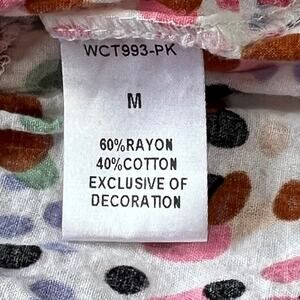 WCT993-PK
M
60%RAYON
40%COTTON
EXCLUSIVE OF
DECORATION